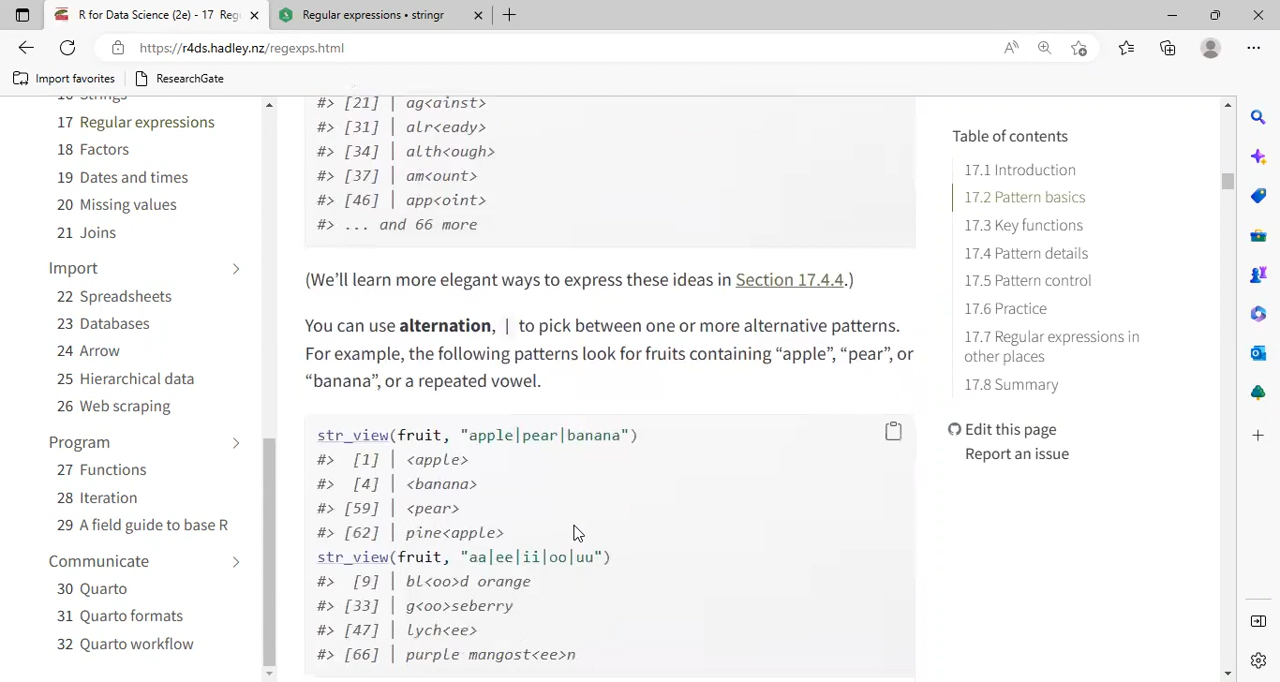 R for Data Science (2e) - 17 Regu
Regular expressions • stringr
https://r4ds.hadley.nz/regexps.html
Import favorites
ResearchGate
16 Strings
17 Regular expressions
18 Factors
19 Dates and times
20 Missing values
21 Joins
Import
22 Spreadsheets
23 Databases
24 Arrow
25 Hierarchical data
26 Web scraping
Program
27 Functions
28 Iteration
29 A field guide to base R
Communicate
30 Quarto
31 Quarto formats
32 Quarto workflow
#> [21] │ ag<ainst>
#> [31] │ alr<eady>
#> [34] │ alth<ough>
#> [37] │ am<ount>
#> [46] │ app<oint>
#> ... and 66 more
(We’ll learn more elegant ways to express these ideas in Section 17.4.4.)
You can use alternation, | to pick between one or more alternative patterns.
For example, the following patterns look for fruits containing “apple”, “pear”, or
“banana”, or a repeated vowel.
str_view(fruit, "apple|pear|banana")
#> [1] │ <apple>
#> [4] │ <banana>
#> [59] │ <pear>
#> [62] │ pine<apple>
str_view(fruit, "aa|ee|ii|oo|uu")
#> [9] │ bl<oo>d orange
#> [33] │ g<oo>seberry
#> [47] │ lych<ee>
#> [66] │ purple mangost<ee>n
Table of contents
17.1 Introduction
17.2 Pattern basics
17.3 Key functions
17.4 Pattern details
17.5 Pattern control
17.6 Practice
17.7 Regular expressions in
other places
17.8 Summary
Edit this page
Report an issue